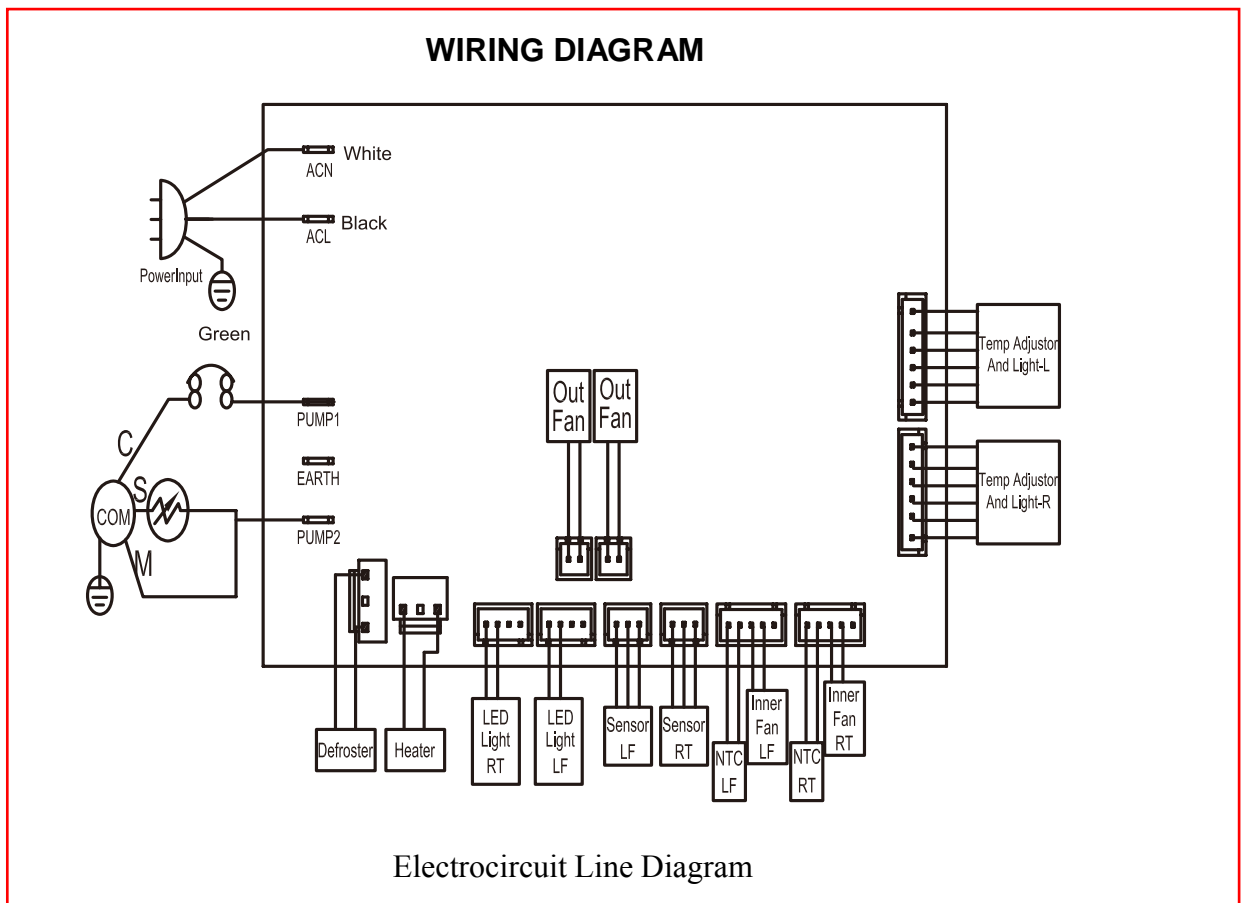 WIRING DIAGRAM
White
ACN
Black
ACL
PowerInput
Green
PUMP1
C
EARTH
S
COM
PUMP2
M
Out
Fan
Out
Fan
Temp Adjustor
And Light-L
Temp Adjustor
And Light-R
Defroster
Heater
LED
Light
RT
LED
Light
LF
Sensor
LF
Sensor
RT
NTC
LF
Inner
Fan
LF
NTC
RT
Inner
Fan
RT
Electrocircuit Line Diagram